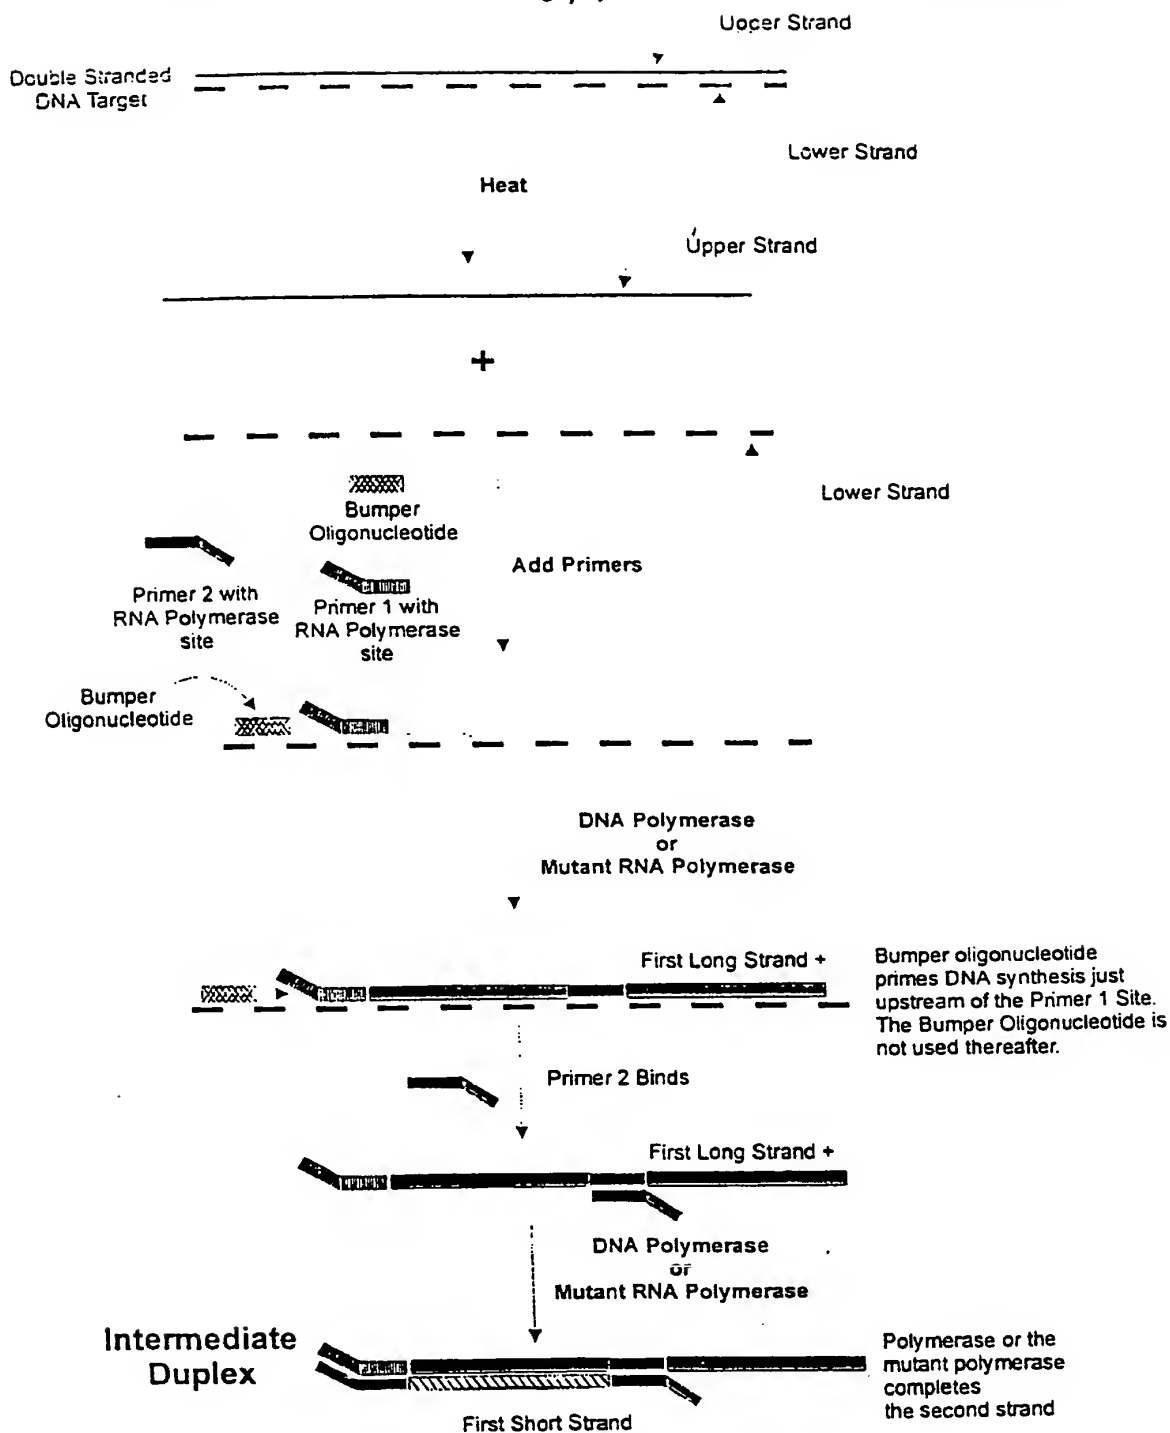 Upper Strand
Double Stranded
DNA Target
Lower Strand
Heat
Upper Strand
+
Lower Strand
Bumper
Oligonucleotide
Add Primers
Primer 2 with
RNA Polymerase
site
Primer 1 with
RNA Polymerase
site
Bumper
Oligonucleotide
DNA Polymerase
or
Mutant RNA Polymerase
First Long Strand +
Bumper oligonucleotide
primes DNA synthesis just
upstream of the Primer 1 Site.
The Bumper Oligonucleotide is
not used thereafter.
Primer 2 Binds
First Long Strand +
DNA Polymerase
or
Mutant RNA Polymerase
Intermediate
Duplex
Polymerase or the
mutant polymerase
completes
the second strand
First Short Strand